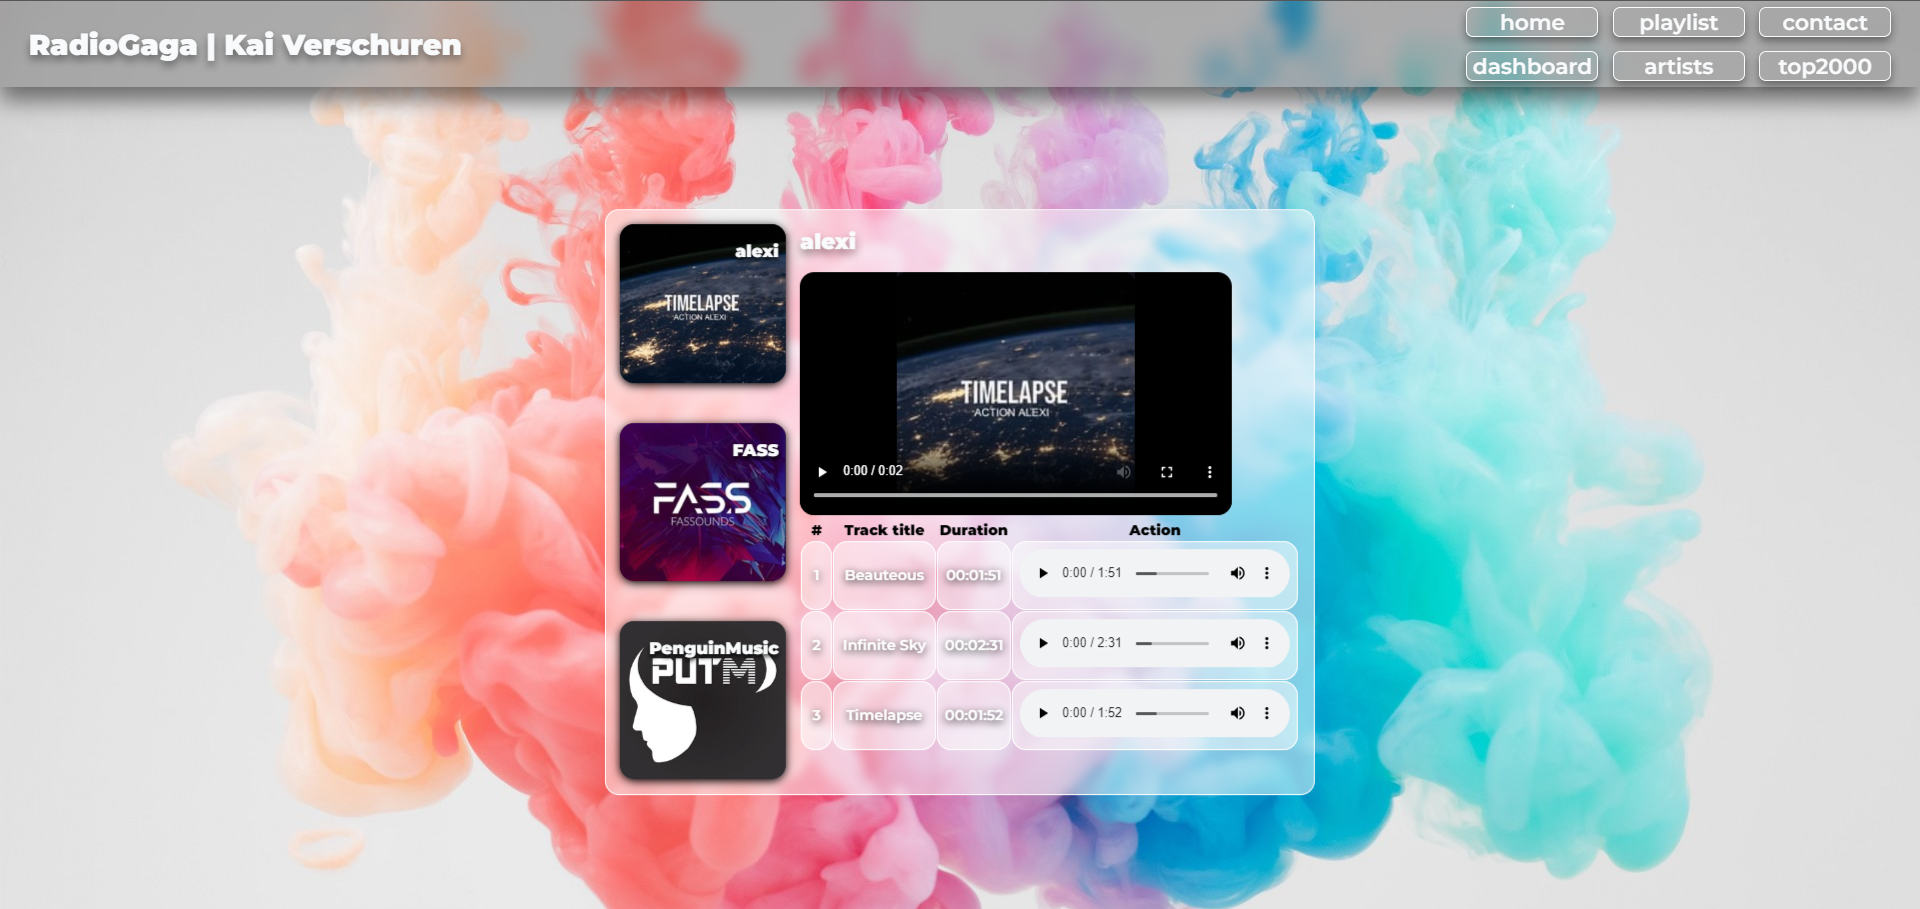 RadioGaga | Kai Verschuren
home
playlist
contact
dashboard
artists
top2000
alexi
TIMELAPSE
ACTION ALEXI
FASS
FASS
FASSOUNDS
PenguinMusic
PUTM
alexi
TIMELAPSE
ACTION ALEXI
0:00 / 0:02
# Track title Duration Action
1 Beauteous 00:01:51 0:00 / 1:51
2 Infinite Sky 00:02:31 0:00 / 2:31
3 Timelapse 00:01:52 0:00 / 1:52